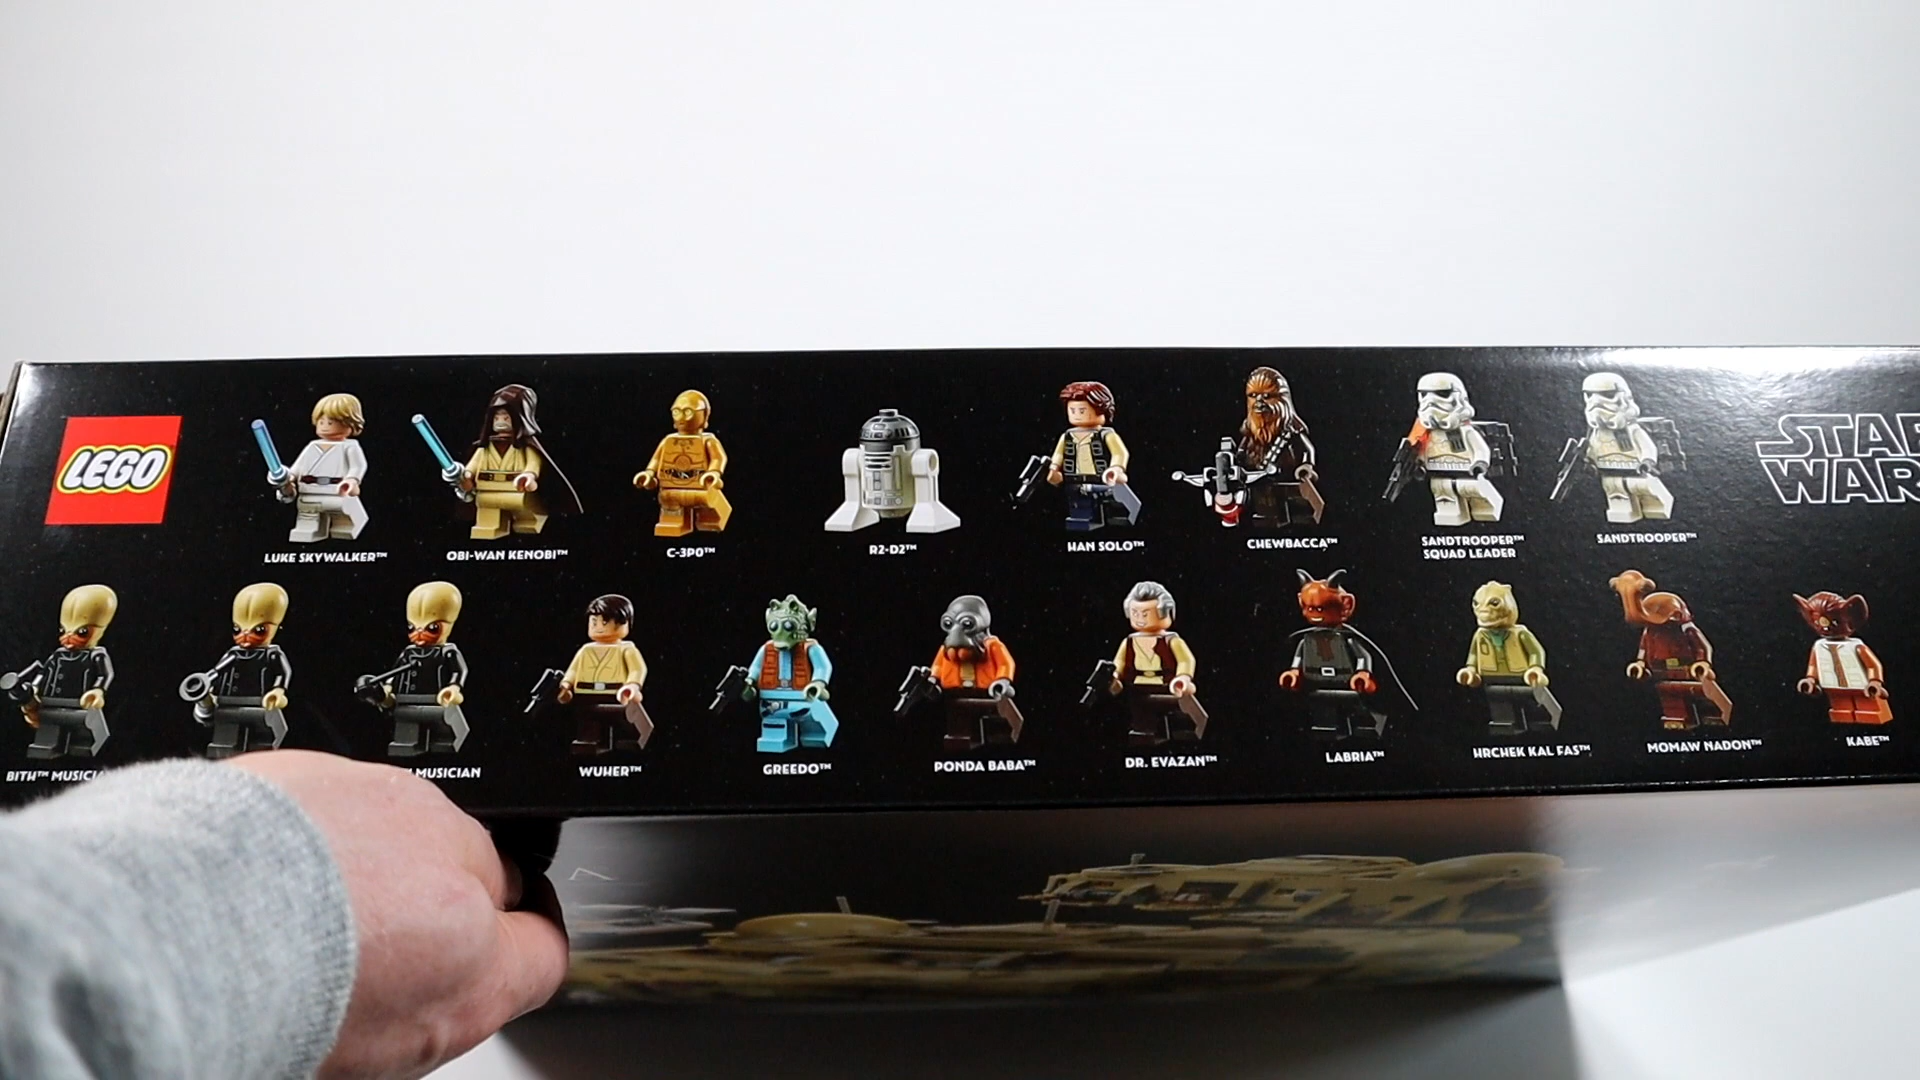 LEGO
LUKE SKYWALKER™
OBI-WAN KENOBI™
C-3PO™
R2-D2™
HAN SOLO™
CHEWBACCA™
SANDTROOPER™
SQUAD LEADER
SANDTROOPER™
STAR
WAR
BITH™
MUSICIAN
WUHER™
GREEDO™
PONDA BABA™
DR. EVAZAN™
LABRIA™
HRCHEK KAL FAS™
MOMAW NADON™
KABE™